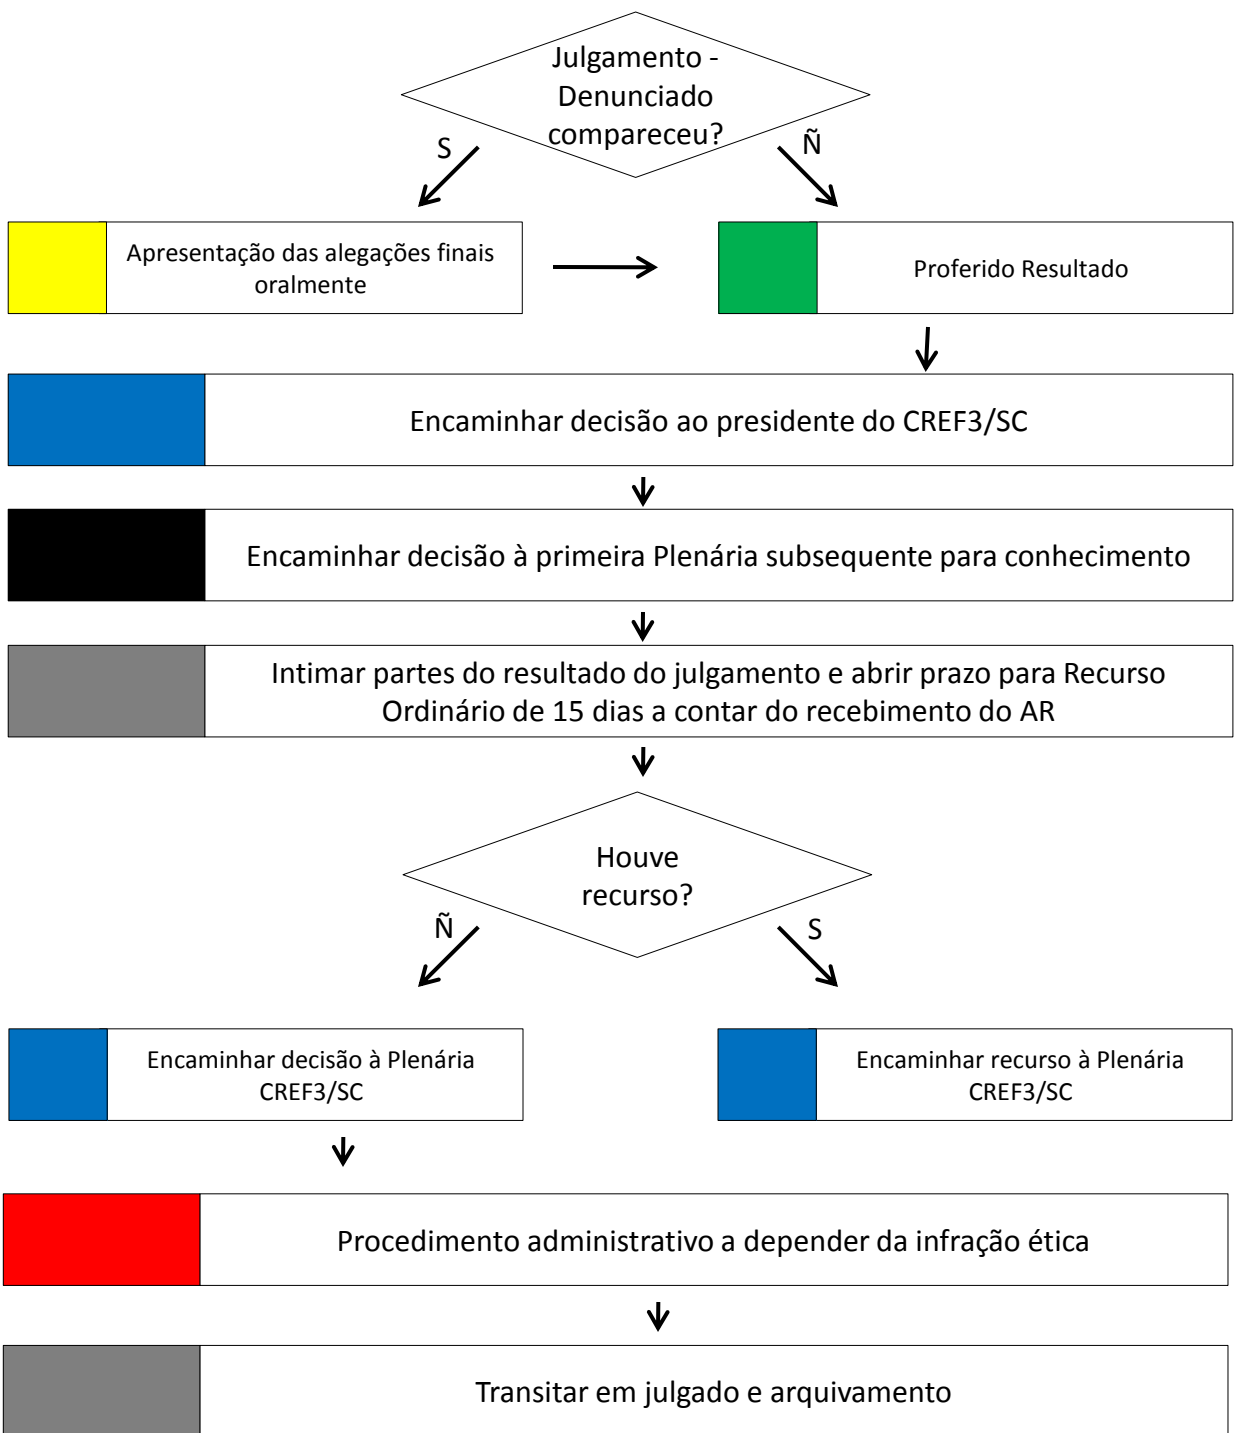 Julgamento -
Denunciado
compareceu?
S
Ñ
Apresentação das alegações finais
oralmente
Proferido Resultado
Encaminhar decisão ao presidente do CREF3/SC
Encaminhar decisão à primeira Plenária subsequente para conhecimento
Intimar partes do resultado do julgamento e abrir prazo para Recurso
Ordinário de 15 dias a contar do recebimento do AR
Houve
recurso?
Ñ
S
Encaminhar decisão à Plenária
CREF3/SC
Encaminhar recurso à Plenária
CREF3/SC
Procedimento administrativo a depender da infração ética
Transitar em julgado e arquivamento